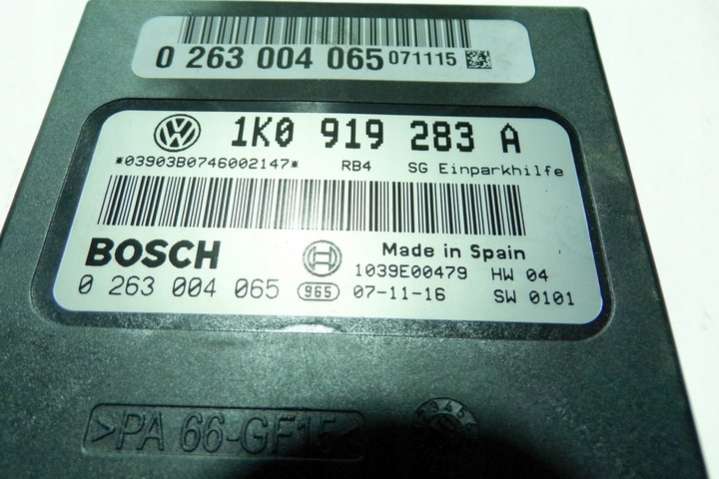 0 263 004 065 071115
VW 1K0 919 283 A
*03903B0746002147* RB4 SG Einparkhilfe
BOSCH Made in Spain
1039E00479 HW 04
0 263 004 065 965 07-11-16 SW 0101
>PA 66-GF15<